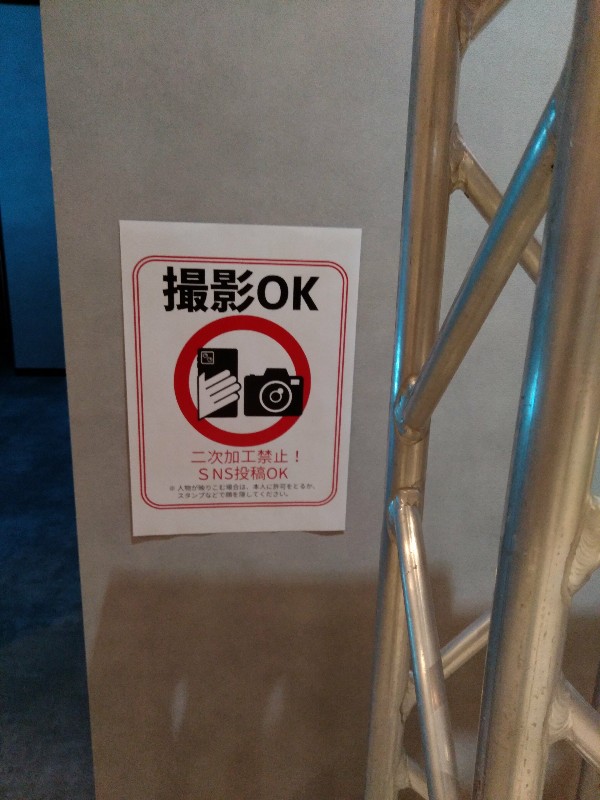 撮影OK
二次加工禁止！
SNS投稿OK
※ 人物が映りこむ場合は、本人に許可をとるか、
スタンプなどで顔を隠してください。